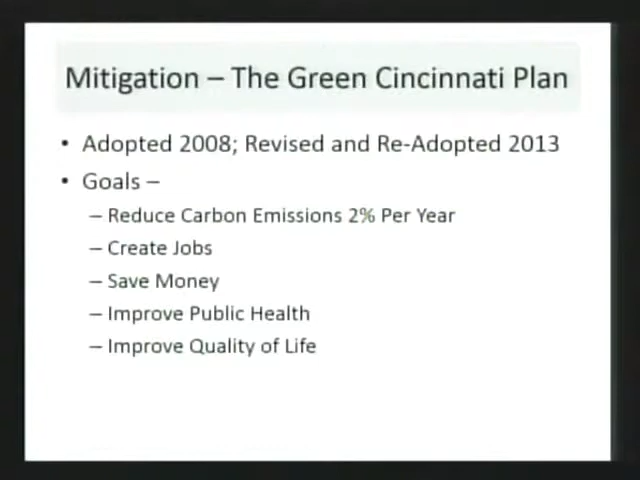 Mitigation – The Green Cincinnati Plan
• Adopted 2008; Revised and Re-Adopted 2013
• Goals –
– Reduce Carbon Emissions 2% Per Year
– Create Jobs
– Save Money
– Improve Public Health
– Improve Quality of Life